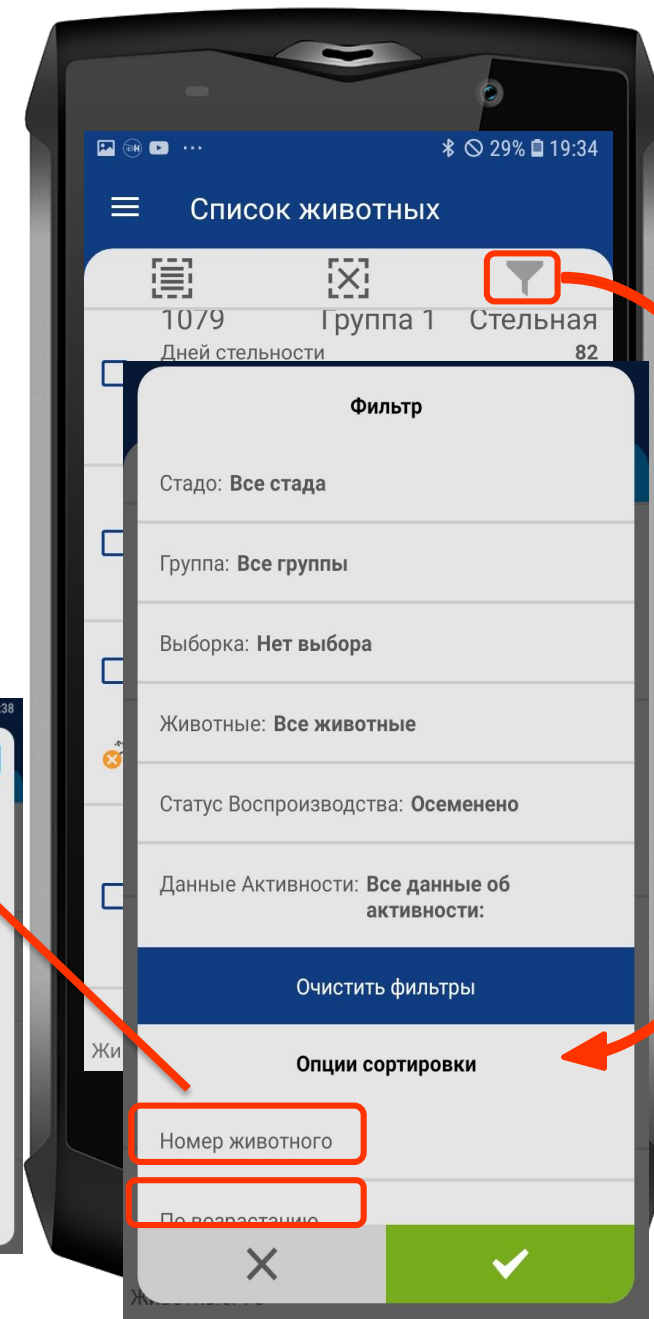 29% 19:34
Список животных
1079 Группа 1 Стельная
Дней стельности 82
Фильтр
:38
Стадо: Все стада
Группа: Все группы
Выборка: Нет выбора
Животные: Все животные
Статус Воспроизводства: Осеменено
Данные Активности: Все данные об
активности:
Очистить фильтры
Жи
Опции сортировки
Номер животного
По возрастанию